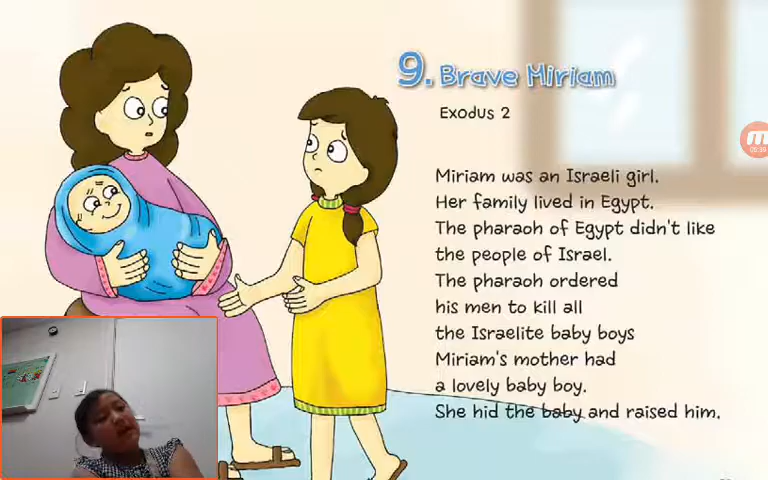 9. Brave Miriam
Exodus 2
Miriam was an Israeli girl.
Her family lived in Egypt.
The pharaoh of Egypt didn't like
the people of Israel.
The pharaoh ordered
his men to kill all
the Israelite baby boys
Miriam's mother had
a lovely baby boy.
She hid the baby and raised him.